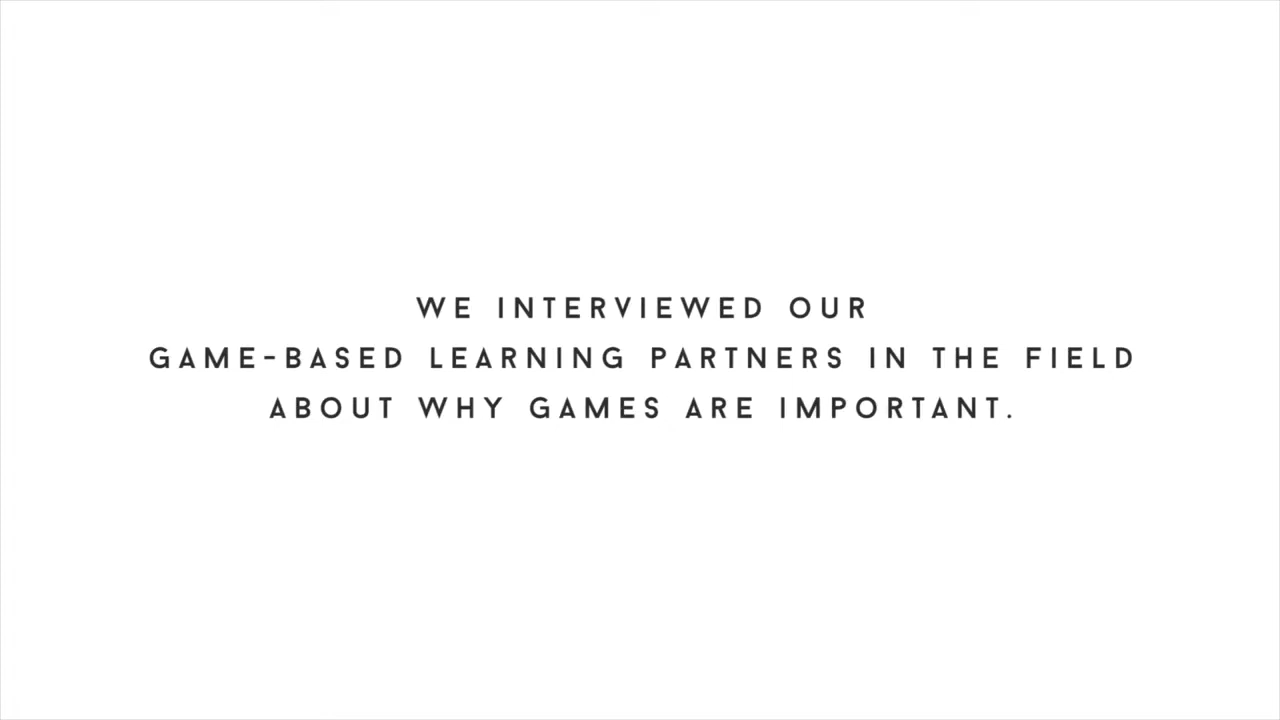 WE INTERVIEWED OUR
GAME-BASED LEARNING PARTNERS IN THE FIELD
ABOUT WHY GAMES ARE IMPORTANT.